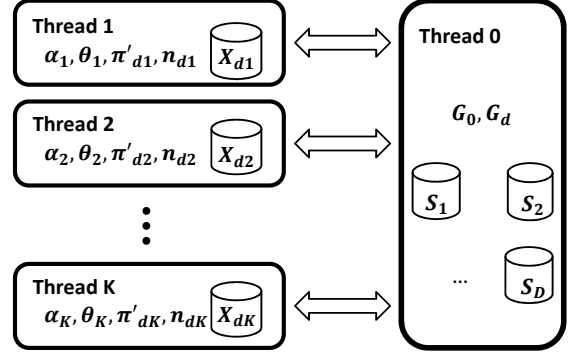 Thread 1
α₁, θ₁, π'd1, nd1
Xd1
Thread 2
α₂, θ₂, π'd2, nd2
Xd2
⋮
Thread K
αK, θK, π'dK, ndK
XdK
Thread 0
G₀, Gd
S₁
S₂
...
SD